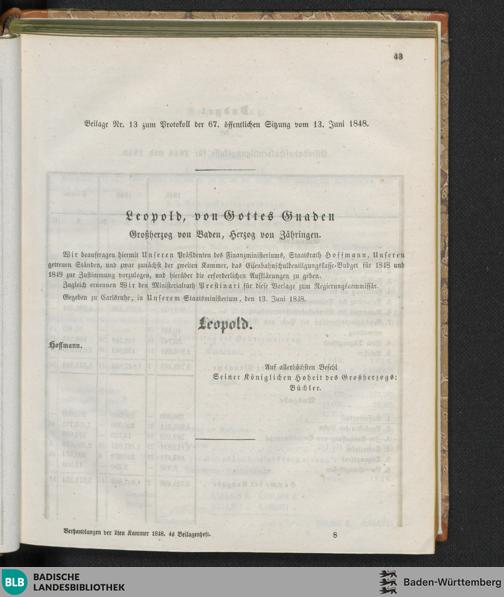 43
Beilage Nr. 13 zum Protokoll der 67. öffentlichen Sitzung vom 13. Juni 1848.
Leopold, von Gottes Gnaden
Großherzog von Baden, Herzog von Zähringen.
Wir beauftragen hiermit Unseren Präsidenten des Finanzministeriums, Staatsrath Hoffmann, Unseren
getreuen Ständen, und zwar zunächst der zweiten Kammer, das Eisenbahnschuldentilgungskasse-Budget für 1848 und
1849 zur Zustimmung vorzulegen, und hierüber die erforderlichen Aufklärungen zu geben.
Zugleich ernennen Wir den Ministerialrath Prestinari für diese Vorlage zum Regierungscommissär.
Gegeben zu Carlsruhe, in Unserem Staatsministerium, den 13. Juni 1848.
Leopold.
Hoffmann.
Auf allerhöchsten Befehl
Seiner Königlichen Hoheit des Großherzogs:
Büchler.
Verhandlungen der 2ten Kammer 1848. 4s Beilagenheft.
8
BLB BADISCHE
LANDESBIBLIOTHEK
Baden-Württemberg